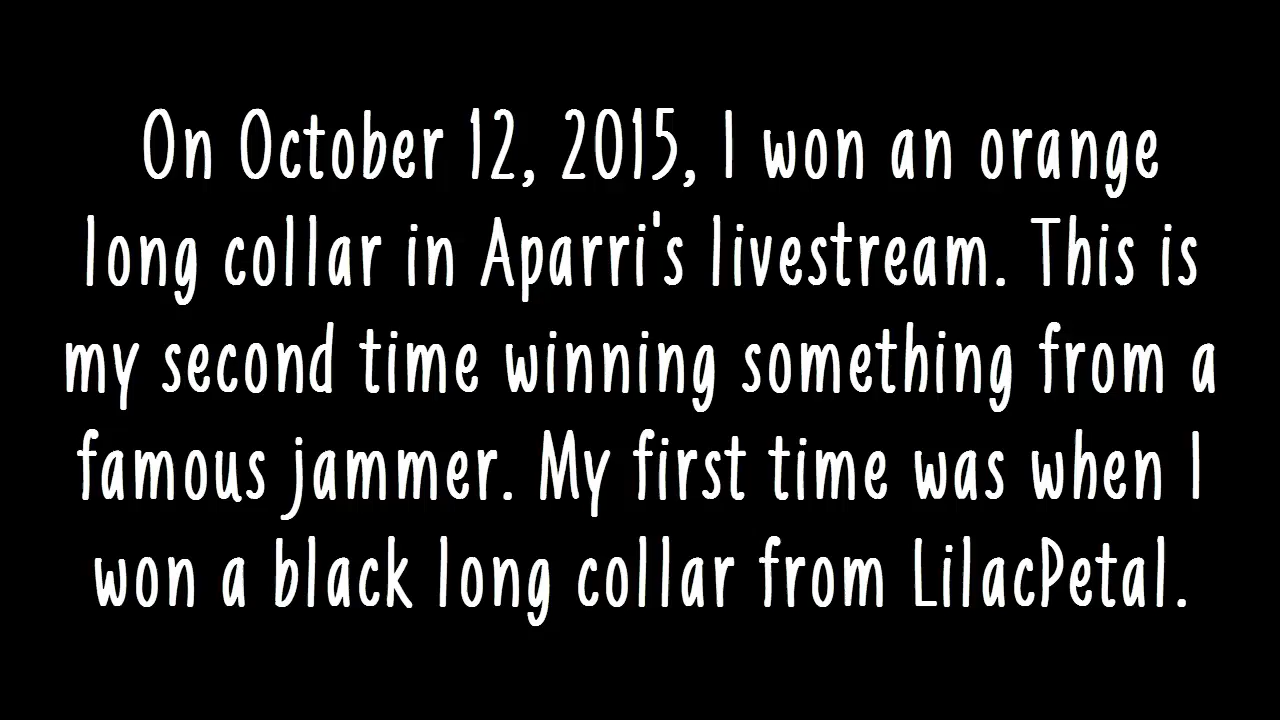 On October 12, 2015, I won an orange
long collar in Aparri's livestream. This is
my second time winning something from a
famous jammer. My first time was when I
won a black long collar from LilacPetal.